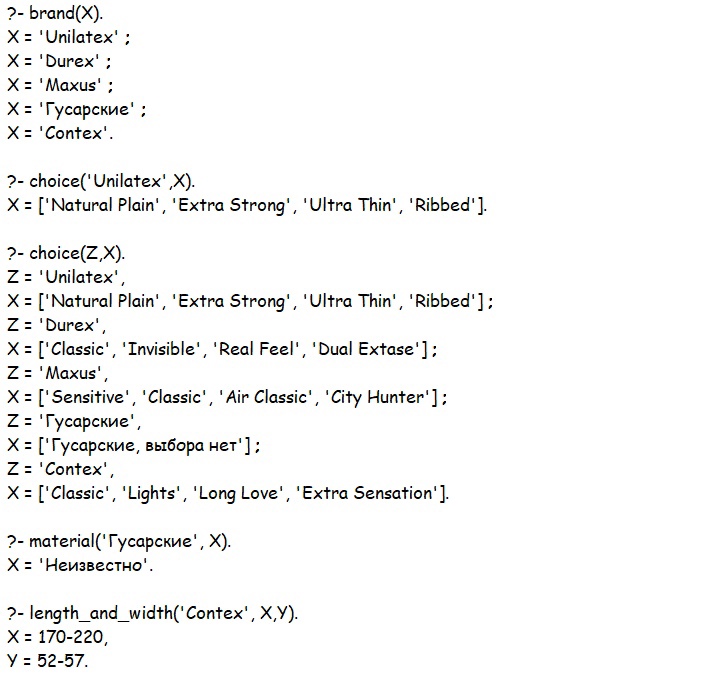 ?- brand(X).
X = 'Unilatex' ;
X = 'Durex' ;
X = 'Maxus' ;
X = 'Гусарские' ;
X = 'Contex'.
?- choice('Unilatex',X).
X = ['Natural Plain', 'Extra Strong', 'Ultra Thin', 'Ribbed'].
?- choice(Z,X).
Z = 'Unilatex',
X = ['Natural Plain', 'Extra Strong', 'Ultra Thin', 'Ribbed'] ;
Z = 'Durex',
X = ['Classic', 'Invisible', 'Real Feel', 'Dual Extase'] ;
Z = 'Maxus',
X = ['Sensitive', 'Classic', 'Air Classic', 'City Hunter'] ;
Z = 'Гусарские',
X = ['Гусарские, выбора нет'] ;
Z = 'Contex',
X = ['Classic', 'Lights', 'Long Love', 'Extra Sensation'].
?- material('Гусарские', X).
X = 'Неизвестно'.
?- length_and_width('Contex', X,Y).
X = 170-220,
Y = 52-57.